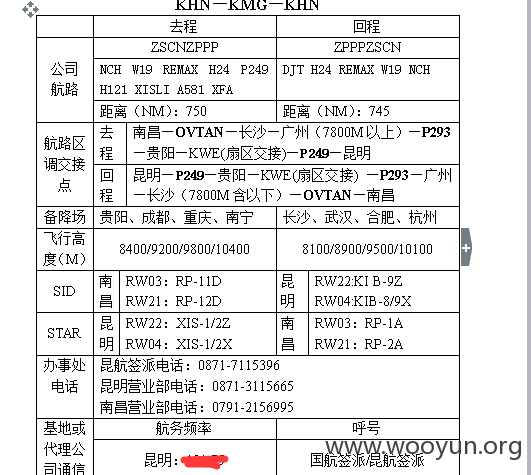 KHN—KMG—KHN
去程 回程
公司航路
ZSCNZPPP ZPPPZSCN
NCH W19 REMAX H24 P249 DJT H24 REMAX W19 NCH
H121 XISLI A581 XFA
距离（NM）：750 距离（NM）：745
航路区调交接点
去程 南昌—OVTAN—长沙—广州（7800M以上）—P293
—贵阳—KWE(扇区交接)—P249—昆明
回程 昆明—P249—贵阳—KWE(扇区交接) —P293—广州
—长沙（7800M含以下）—OVTAN—南昌
备降场 贵阳、成都、重庆、南宁 长沙、武汉、合肥、杭州
飞行高度（M） 8400/9200/9800/10400 8100/8900/9500/10100
SID 南昌 RW03：RP-11D 昆明 RW22:KI B-9Z
RW21：RP-12D RW04:KIB-8/9X
STAR 昆明 RW22：XIS-1/2Z 南昌 RW03：RP-1A
RW04：XIS-1/2X RW21：RP-2A
办事处电话
昆航签派电话：0871-7115396
昆明营业部电话：0871-3115665
南昌营业部电话：0791-2156995
基地或代理公司通信
航务频率 呼号
昆明： 国航签派/昆航签派
www.wooyun.org